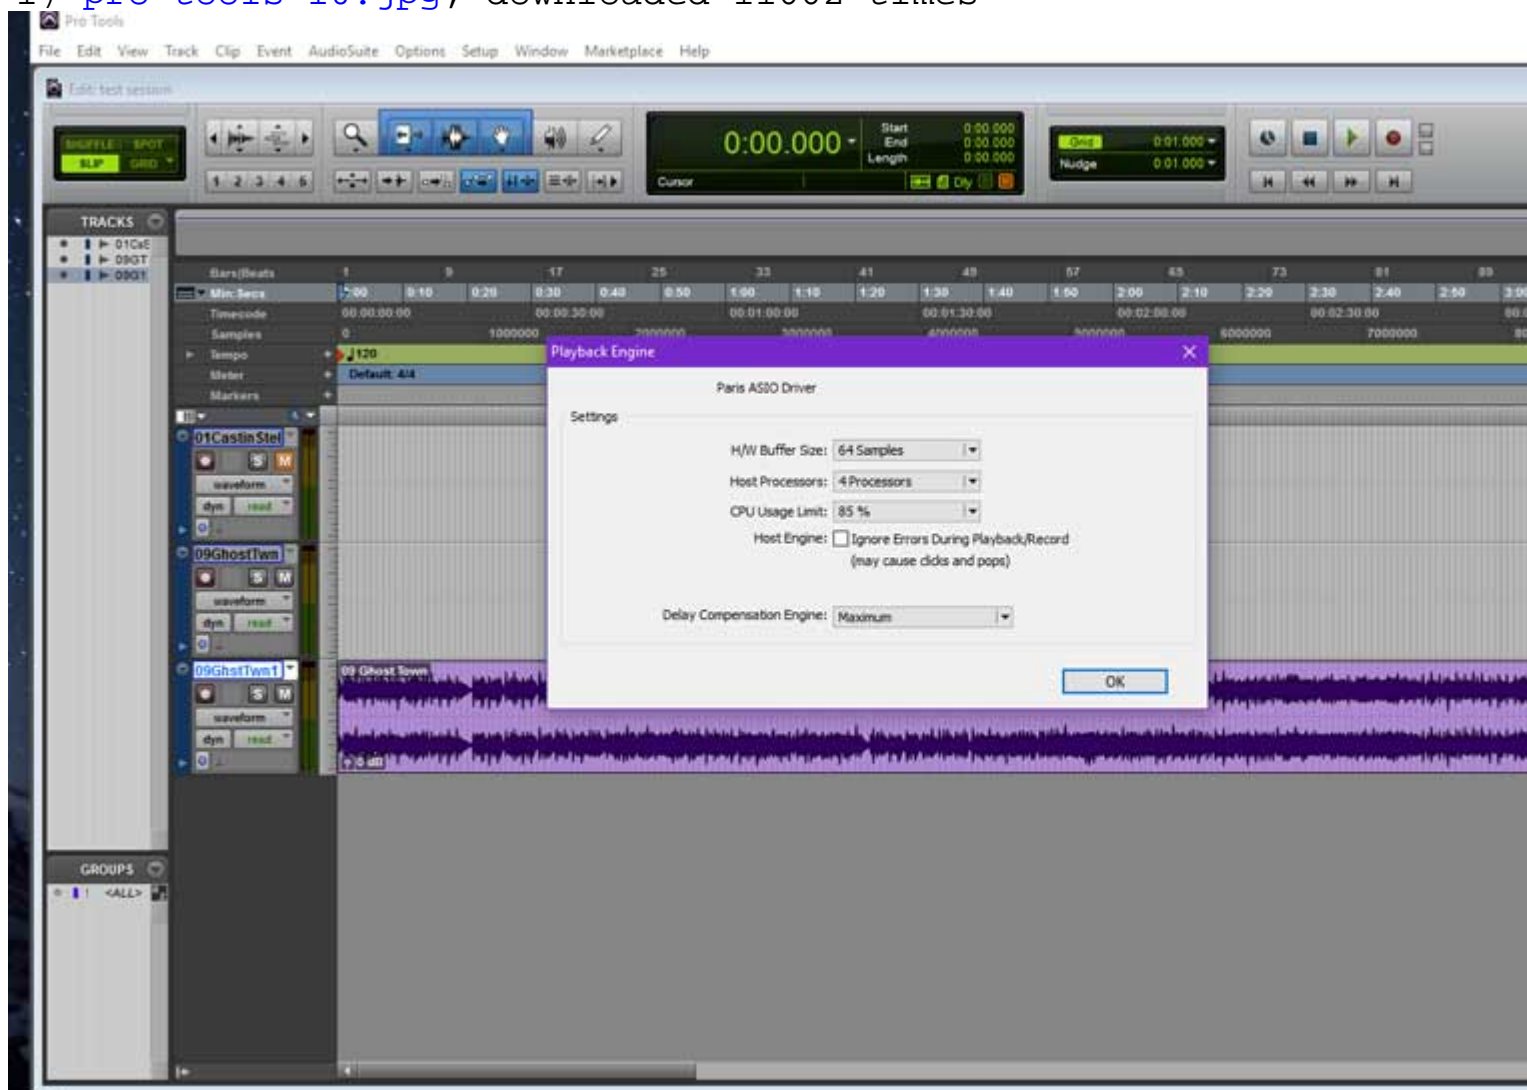 1) pro tools 10.jpg, downloaded 11002 times
Pro Tools
File Edit View Track Clip Event AudioSuite Options Setup Window Marketplace Help
Edit: test session
SHUFFLE SPOT
SLIP GRID
1 2 3 4 5
0:00.000
Start 0:00.000
End 0:00.000
Length 0:00.000
Cursor
Dly
Grid 0:01.000
Nudge 0:01.000
TRACKS
01CaS
09GT
09GT
Bars|Beats 1 9 17 25 33 41 49 57 65 73 81 89
Min:Secs 0:00 0:10 0:20 0:30 0:40 0:50 1:00 1:10 1:20 1:30 1:40 1:50 2:00 2:10 2:20 2:30 2:40 2:50 3:00
Timecode 00:00:00:00 00:00:30:00 00:01:00:00 00:01:30:00 00:02:00:00 00:02:30:00
Samples 0 1000000 2000000 3000000 4000000 5000000 6000000 7000000
Tempo 120
Meter Default: 4/4
Markers
Playback Engine
Paris ASIO Driver
Settings
H/W Buffer Size: 64 Samples
Host Processors: 4 Processors
CPU Usage Limit: 85 %
Host Engine: Ignore Errors During Playback/Record
(may cause clicks and pops)
Delay Compensation Engine: Maximum
OK
01CastinStel
S M
waveform
dyn read
09GhostTwn
S M
waveform
dyn read
09GhstTwn1
S M
waveform
dyn read
09 Ghost Town
0 dB
GROUPS
! <ALL>